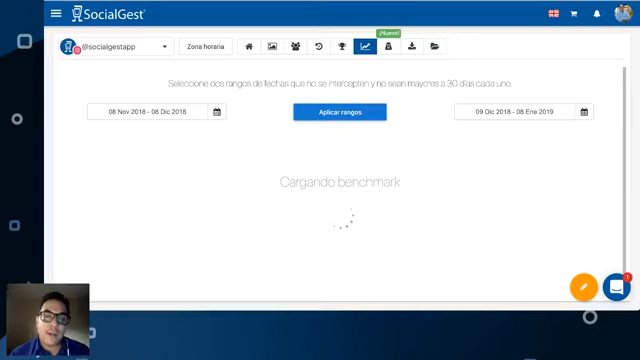 SocialGest®
¡Nuevo!
@socialgestapp
Zona horaria
Seleccione dos rangos de fechas que no se intercepten y no sean mayores a 30 días cada uno.
08 Nov 2018 - 08 Dic 2018
Aplicar rangos
09 Dic 2018 - 08 Ene 2019
Cargando benchmark
1